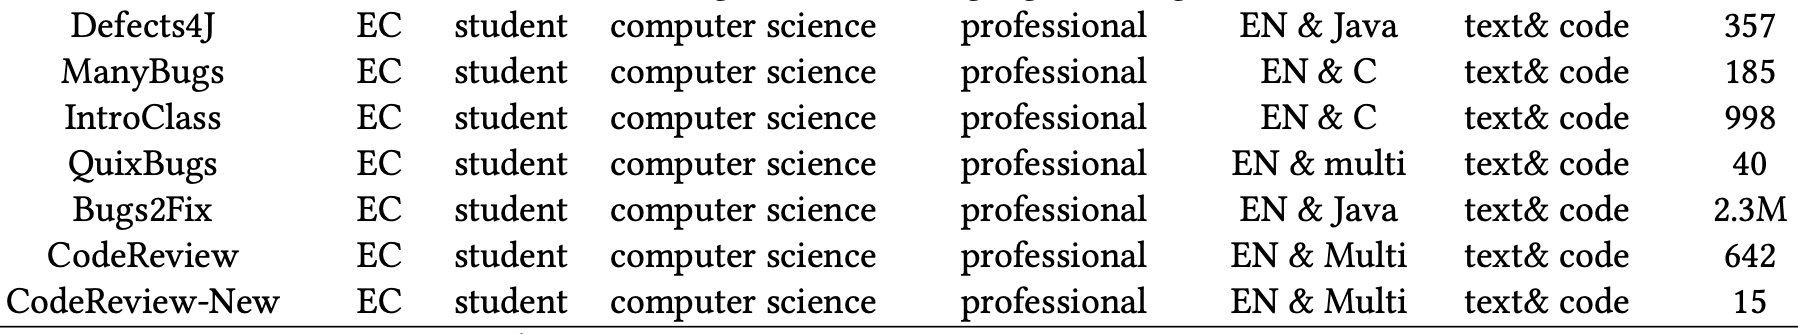 Defects4J EC student computer science professional EN & Java text& code 357
ManyBugs EC student computer science professional EN & C text& code 185
IntroClass EC student computer science professional EN & C text& code 998
QuixBugs EC student computer science professional EN & multi text& code 40
Bugs2Fix EC student computer science professional EN & Java text& code 2.3M
CodeReview EC student computer science professional EN & Multi text& code 642
CodeReview-New EC student computer science professional EN & Multi text& code 15